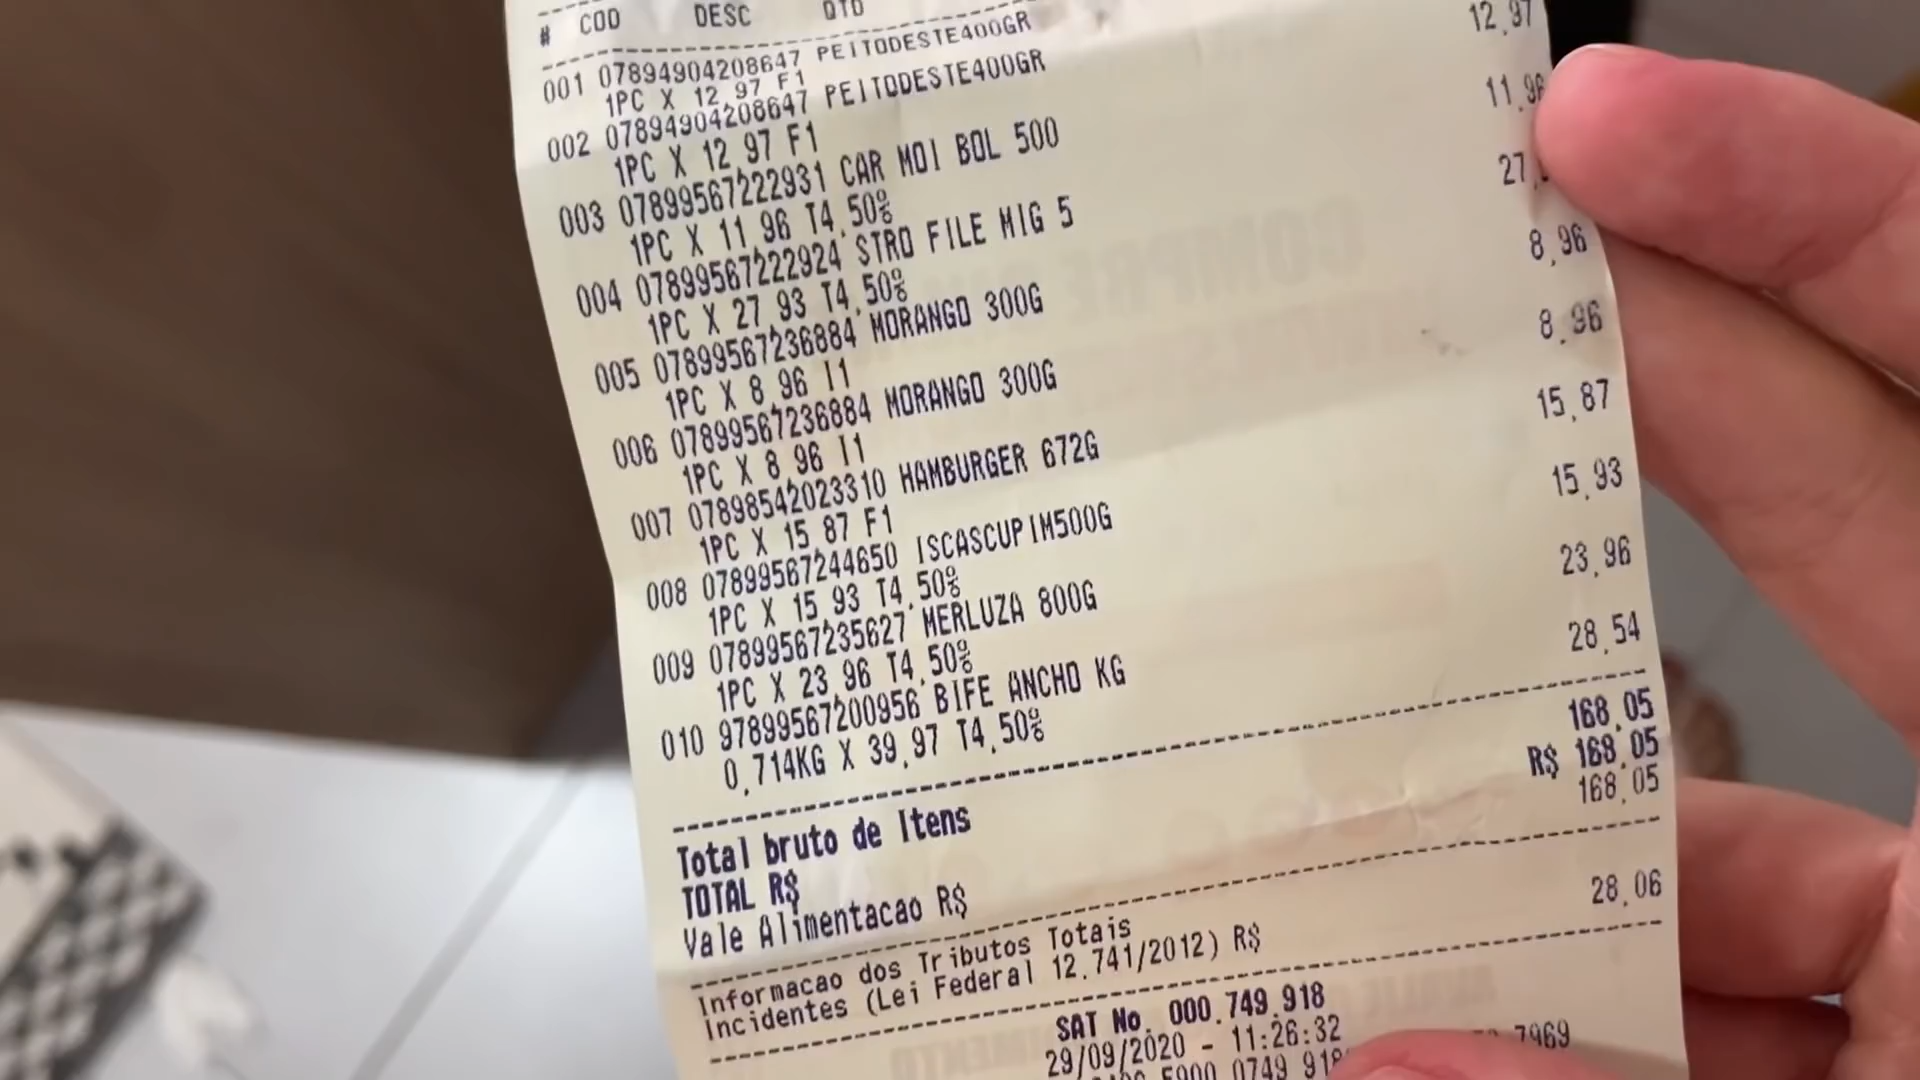 # COD DESC QTD
001 07894904208647 PEITODESTE400GR
1PC X 12,97 F1 12,97
002 07894904208647 PEITODESTE400GR
1PC X 12,97 F1
003 07899567222931 CAR MOI BOL 500
1PC X 11,96 T4,50% 11,96
004 07899567222924 STRO FILE MIG 5
1PC X 27,93 T4,50% 27,
005 07899567236884 MORANGO 300G
1PC X 8,96 I1 8,96
006 07899567236884 MORANGO 300G
1PC X 8,96 I1 8,96
007 07898542023310 HAMBURGER 672G
1PC X 15,87 F1 15,87
008 07899567244650 ISCASCUPIM500G
1PC X 15,93 T4,50% 15,93
009 07899567235627 MERLUZA 800G
1PC X 23,96 T4,50% 23,96
010 97899567200956 BIFE ANCHO KG
0,714KG X 39,97 T4,50% 28,54
Total bruto de Itens 168,05
TOTAL R$ R$ 168,05
Vale Alimentacao R$ 168,05
Informacao dos Tributos Totais
Incidentes (Lei Federal 12.741/2012) R$ 28,06
SAT No. 000.749.918
29/09/2020 - 11:26:32
5900 0749 918 7969